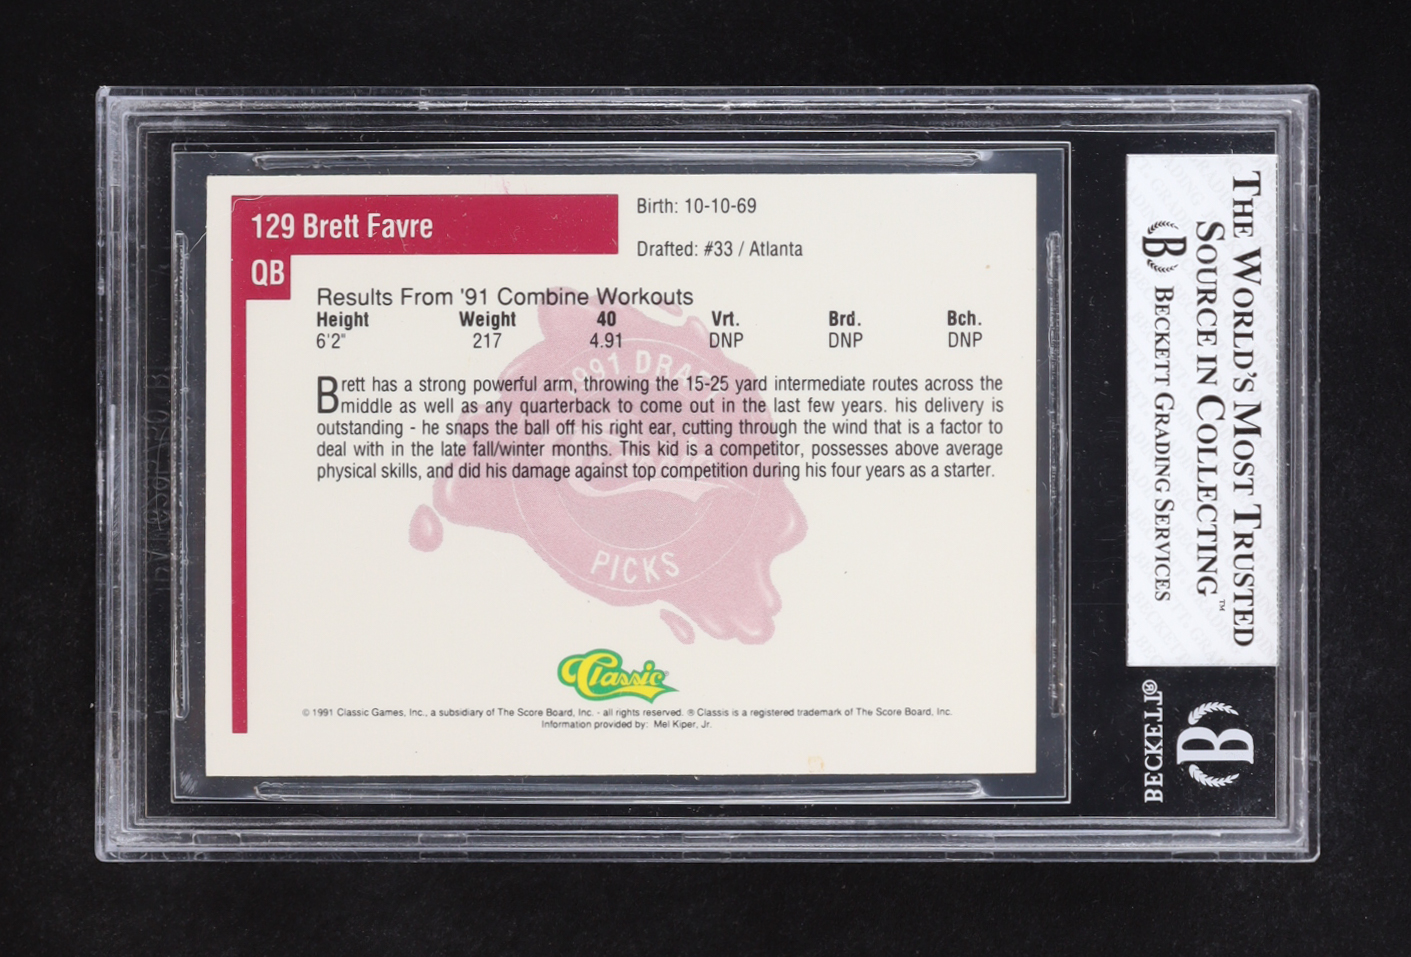 129 Brett Favre
QB
Birth: 10-10-69
Drafted: #33 / Atlanta
Results From '91 Combine Workouts
Height Weight 40 Vrt. Brd. Bch.
6'2" 217 4.91 DNP DNP DNP
Brett has a strong powerful arm, throwing the 15-25 yard intermediate routes across the
middle as well as any quarterback to come out in the last few years. his delivery is
outstanding - he snaps the ball off his right ear, cutting through the wind that is a factor to
deal with in the late fall/winter months. This kid is a competitor, possesses above average
physical skills, and did his damage against top competition during his four years as a starter.
1991 DRAFT
PICKS
Classic®
© 1991 Classic Games, Inc., a subsidiary of The Score Board, Inc. - all rights reserved. ® Classis is a registered trademark of The Score Board, Inc.
Information provided by: Mel Kiper, Jr.
THE WORLD'S MOST TRUSTED
SOURCE IN COLLECTING™
B BECKETT GRADING SERVICES
BECKETT®
B